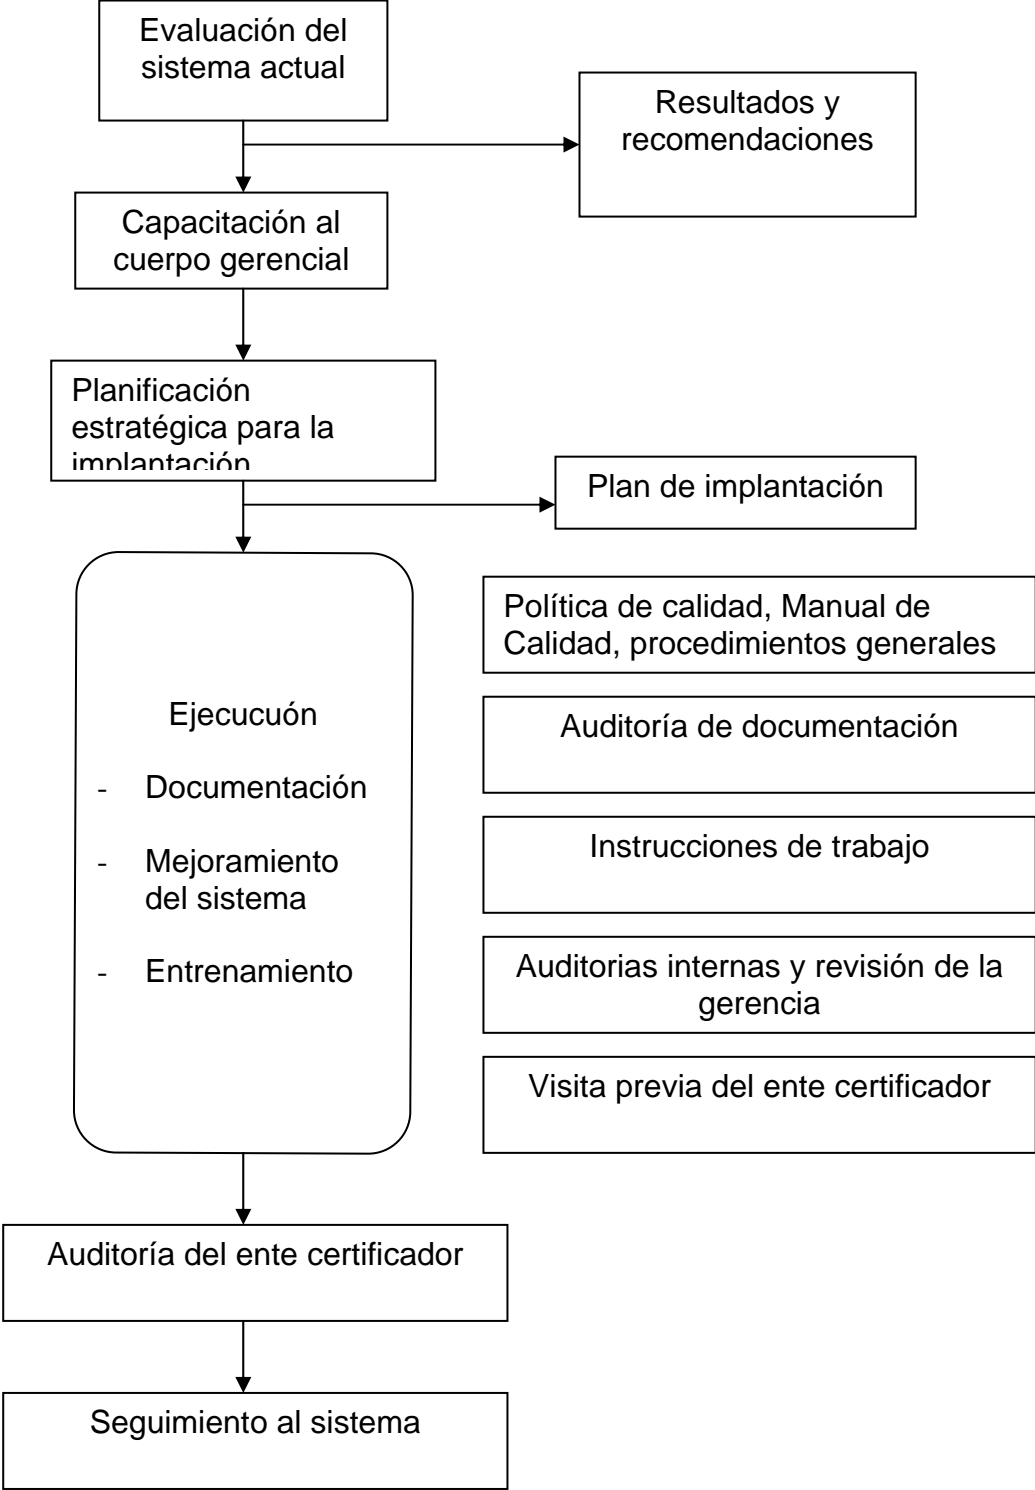 Evaluación del
sistema actual
Resultados y
recomendaciones
Capacitación al
cuerpo gerencial
Planificación
estratégica para la
implantación
Plan de implantación
Política de calidad, Manual de
Calidad, procedimientos generales
Auditoría de documentación
Instrucciones de trabajo
Auditorias internas y revisión de la
gerencia
Visita previa del ente certificador
Ejecucuón
- Documentación
- Mejoramiento
del sistema
- Entrenamiento
Auditoría del ente certificador
Seguimiento al sistema